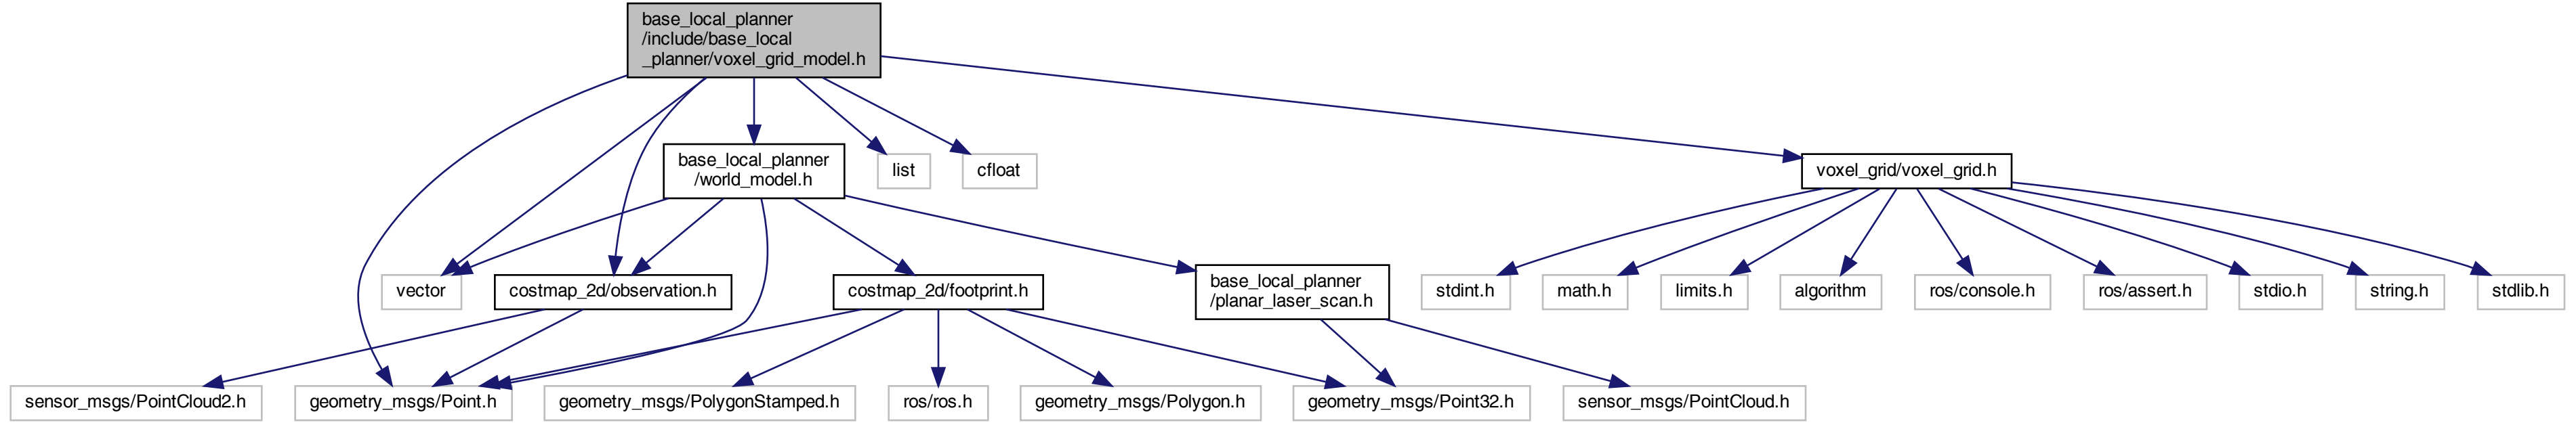 base_local_planner
/include/base_local
_planner/voxel_grid_model.h
base_local_planner
/world_model.h
list
cfloat
voxel_grid/voxel_grid.h
vector
costmap_2d/observation.h
costmap_2d/footprint.h
base_local_planner
/planar_laser_scan.h
stdint.h
math.h
limits.h
algorithm
ros/console.h
ros/assert.h
stdio.h
string.h
stdlib.h
sensor_msgs/PointCloud2.h
geometry_msgs/Point.h
geometry_msgs/PolygonStamped.h
ros/ros.h
geometry_msgs/Polygon.h
geometry_msgs/Point32.h
sensor_msgs/PointCloud.h